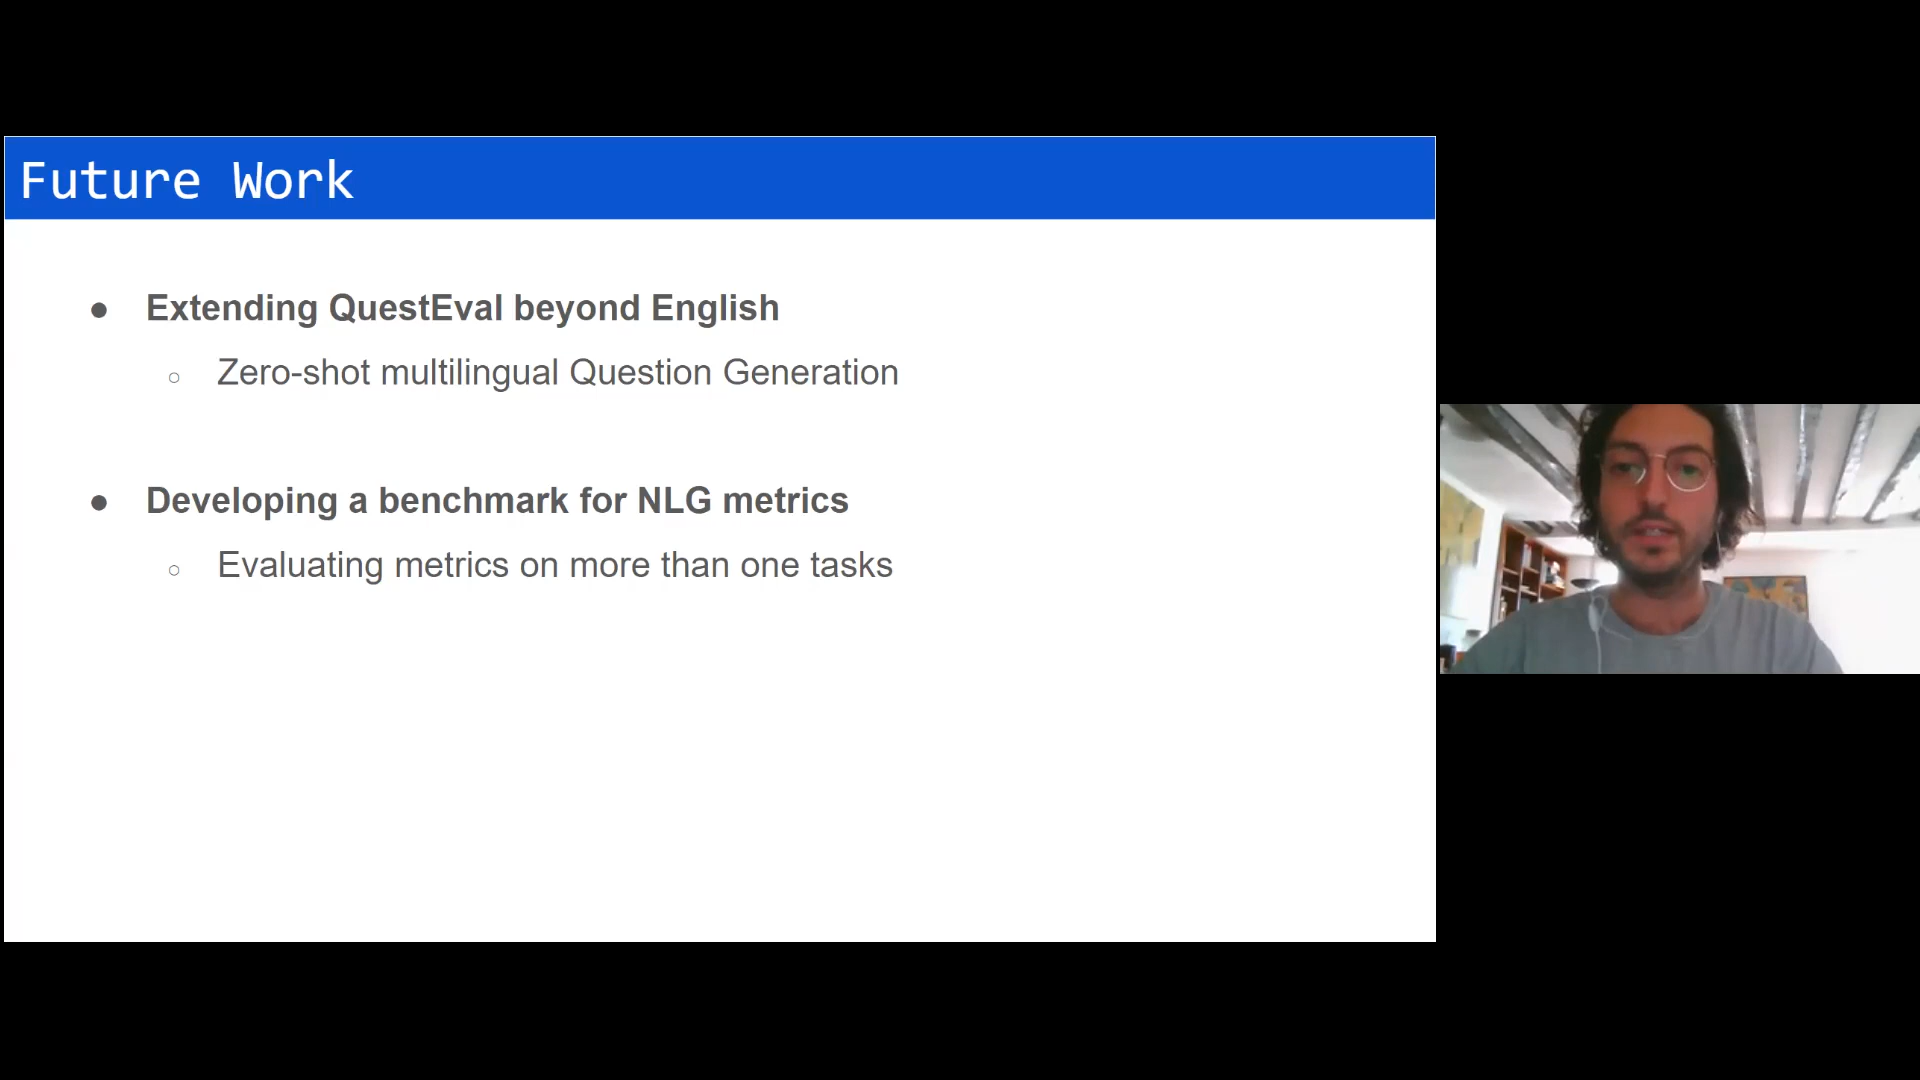 Future Work
● Extending QuestEval beyond English
○ Zero-shot multilingual Question Generation
● Developing a benchmark for NLG metrics
○ Evaluating metrics on more than one tasks